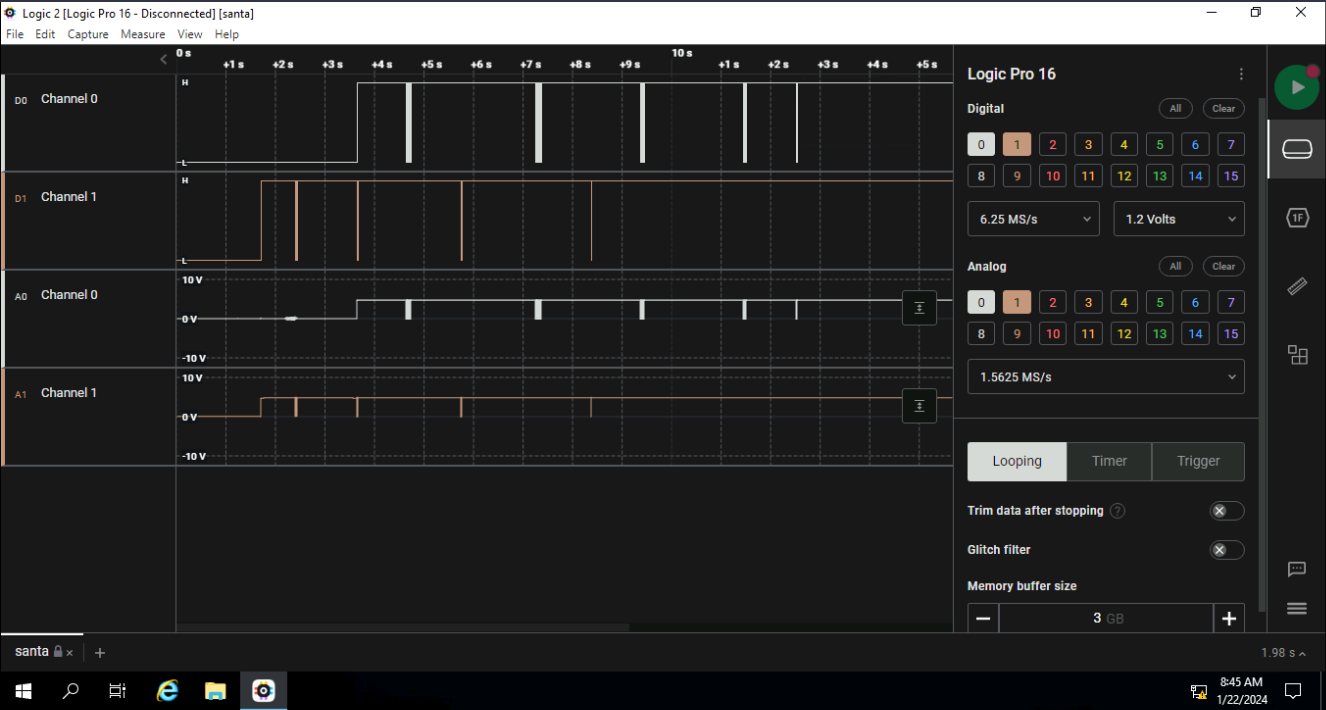 Logic 2 [Logic Pro 16 - Disconnected] [santa]
File Edit Capture Measure View Help
0 s 10 s
+1 s +2 s +3 s +4 s +5 s +6 s +7 s +8 s +9 s +1 s +2 s +3 s +4 s +5 s
D0 Channel 0
H
L
D1 Channel 1
H
L
A0 Channel 0
10 V
0 V
-10 V
A1 Channel 1
10 V
0 V
-10 V
Logic Pro 16
Digital All Clear
0 1 2 3 4 5 6 7
8 9 10 11 12 13 14 15
6.25 MS/s 1.2 Volts
Analog All Clear
0 1 2 3 4 5 6 7
8 9 10 11 12 13 14 15
1.5625 MS/s
Looping Timer Trigger
Trim data after stopping ?
Glitch filter
Memory buffer size
3 GB
1F
santa
1.98 s
8:45 AM
1/22/2024